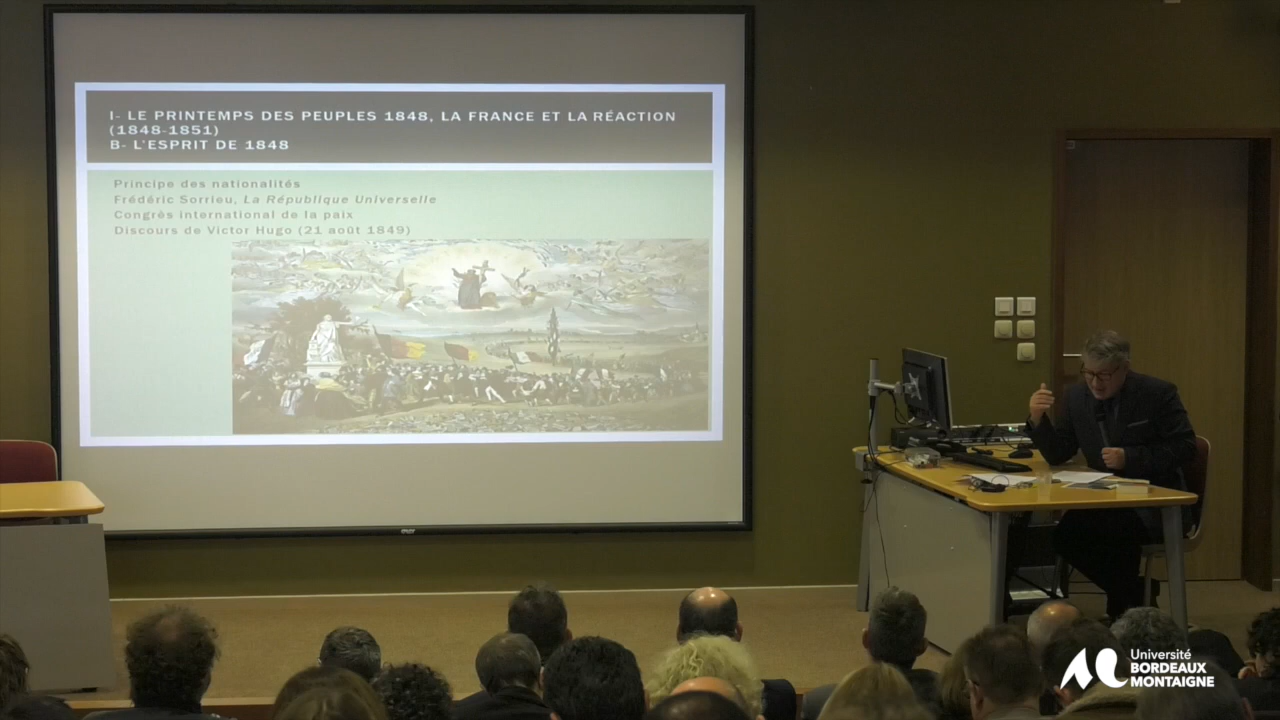 I- LE PRINTEMPS DES PEUPLES 1848, LA FRANCE ET LA RÉACTION
(1848-1851)
B- L'ESPRIT DE 1848
Principe des nationalités
Frédéric Sorrieu, La République Universelle
Congrès international de la paix
Discours de Victor Hugo (21 août 1849)
Université
BORDEAUX
MONTAIGNE